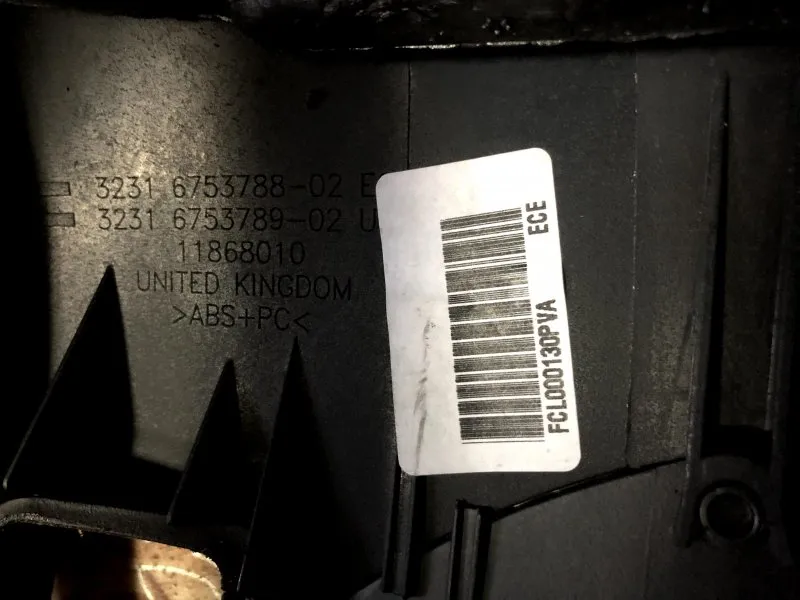 3231 6753788-02 E
3231 6753789-02 U
11868010
UNITED KINGDOM
>ABS+PC<
ECE
FCL000130PVA